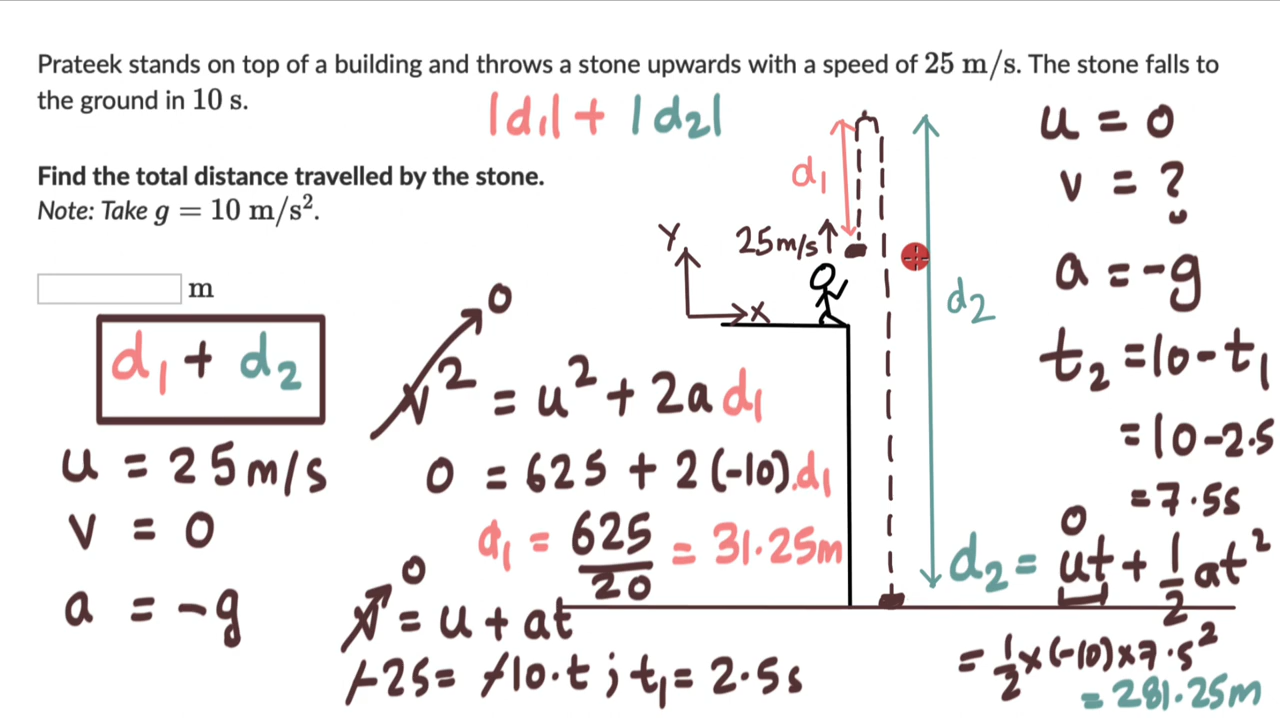 Prateek stands on top of a building and throws a stone upwards with a speed of 25 m/s. The stone falls to
the ground in 10 s.
|d₁| + |d₂|
Find the total distance travelled by the stone.
Note: Take g = 10 m/s².
m
d₁ + d₂
u = 25m/s
v = 0
a = -g
0
v² = u² + 2a d₁
0 = 625 + 2(-10).d₁
d₁ = 625/20 = 31.25m
0
v = u + at
-25 = -10.t ; t₁ = 2.5s
d₁
Y
25m/s↑
X
d₂
u = 0
v = ?
a = -g
t₂ = 10-t₁
= 10-2.5
= 7.5s
0
d₂ = ut + 1/2 at²
= 1/2 x (-10) x 7.5²
= 281.25m